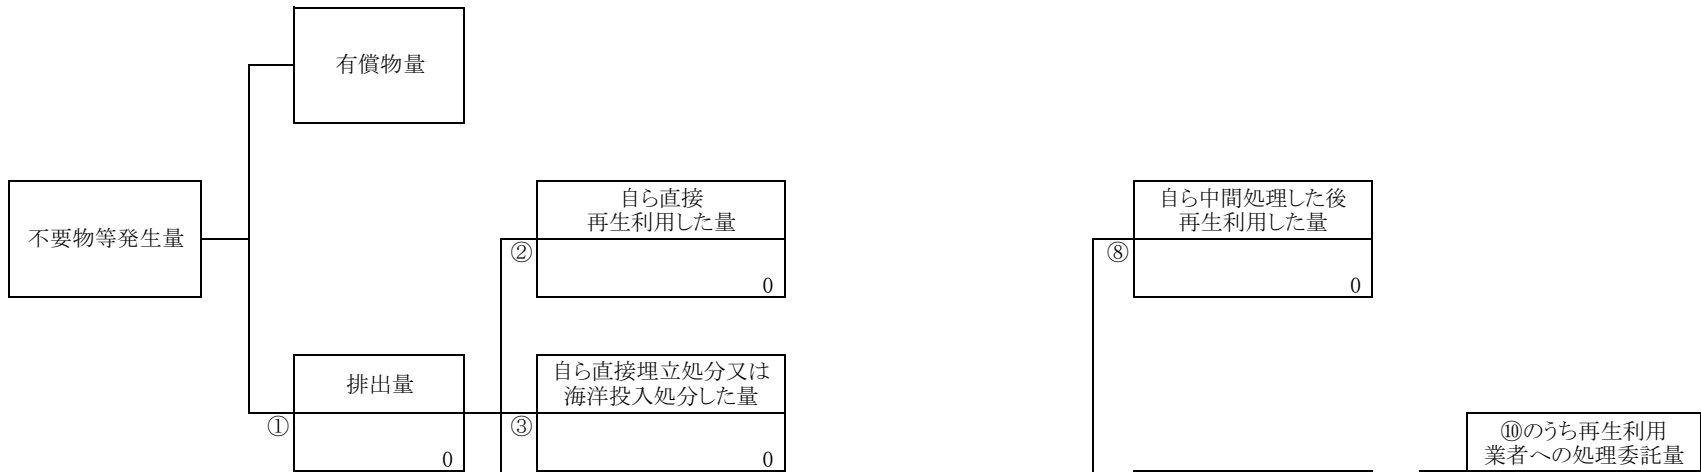 有償物量
不要物等発生量
自ら直接
再生利用した量
②
0
自ら中間処理した後
再生利用した量
⑧
0
排出量
①
0
自ら直接埋立処分又は
海洋投入処分した量
③
0
⑩のうち再生利用
業者への処理委託量